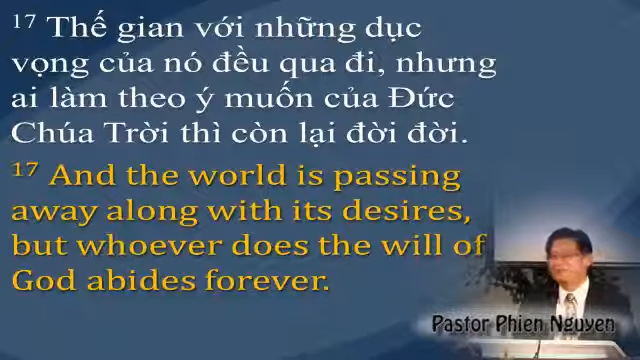 17 Thế gian với những dục
vọng của nó đều qua đi, nhưng
ai làm theo ý muốn của Đức
Chúa Trời thì còn lại đời đời.
17 And the world is passing
away along with its desires,
but whoever does the will of
God abides forever.
Pastor Phien Nguyen